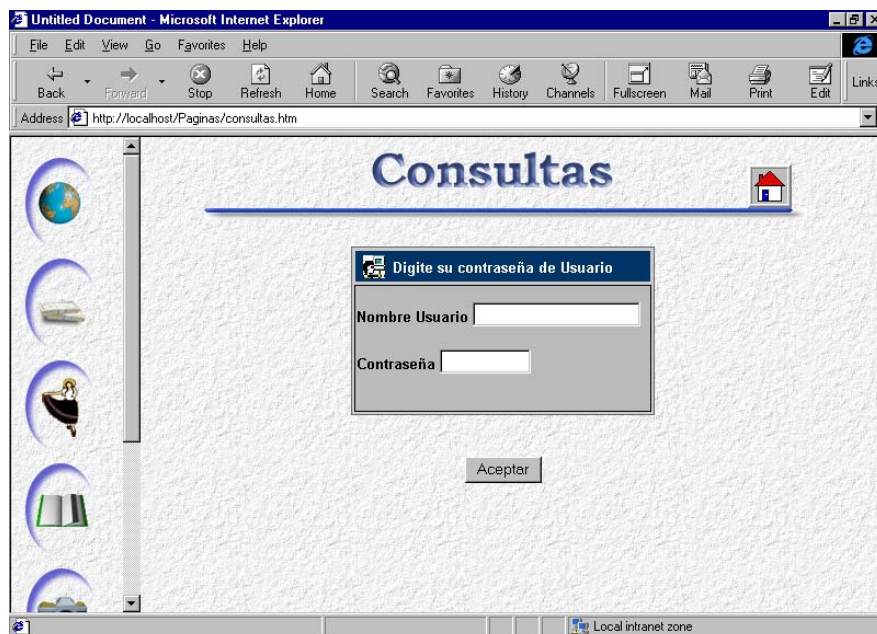 Untitled Document - Microsoft Internet Explorer
File Edit View Go Favorites Help
Back Forward Stop Refresh Home Search Favorites History Channels Fullscreen Mail Print Edit Links
Address http://localhost/Paginas/consultas.htm
Consultas
Digite su contraseña de Usuario
Nombre Usuario
Contraseña
Aceptar
Local intranet zone